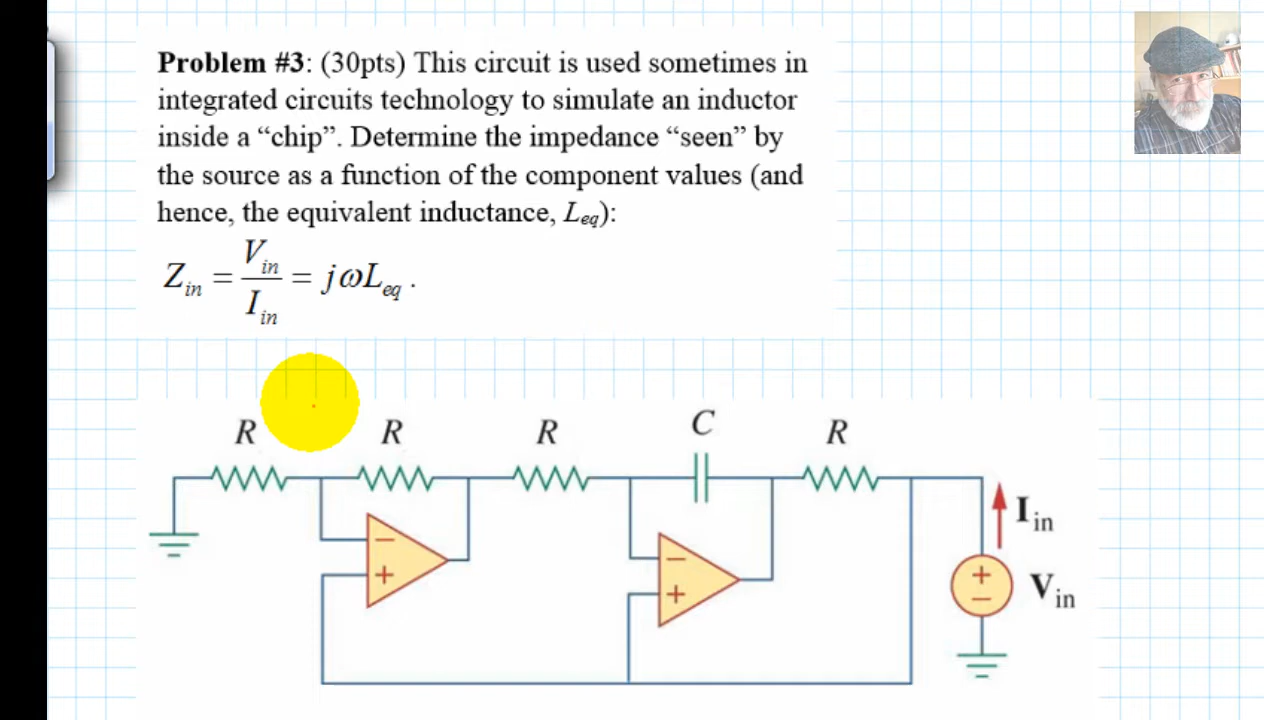 Problem #3: (30pts) This circuit is used sometimes in
integrated circuits technology to simulate an inductor
inside a “chip”. Determine the impedance “seen” by
the source as a function of the component values (and
hence, the equivalent inductance, Leq):
Zin = Vin / Iin = jωLeq .
R R R C R
− + − +
Iin
+ − Vin